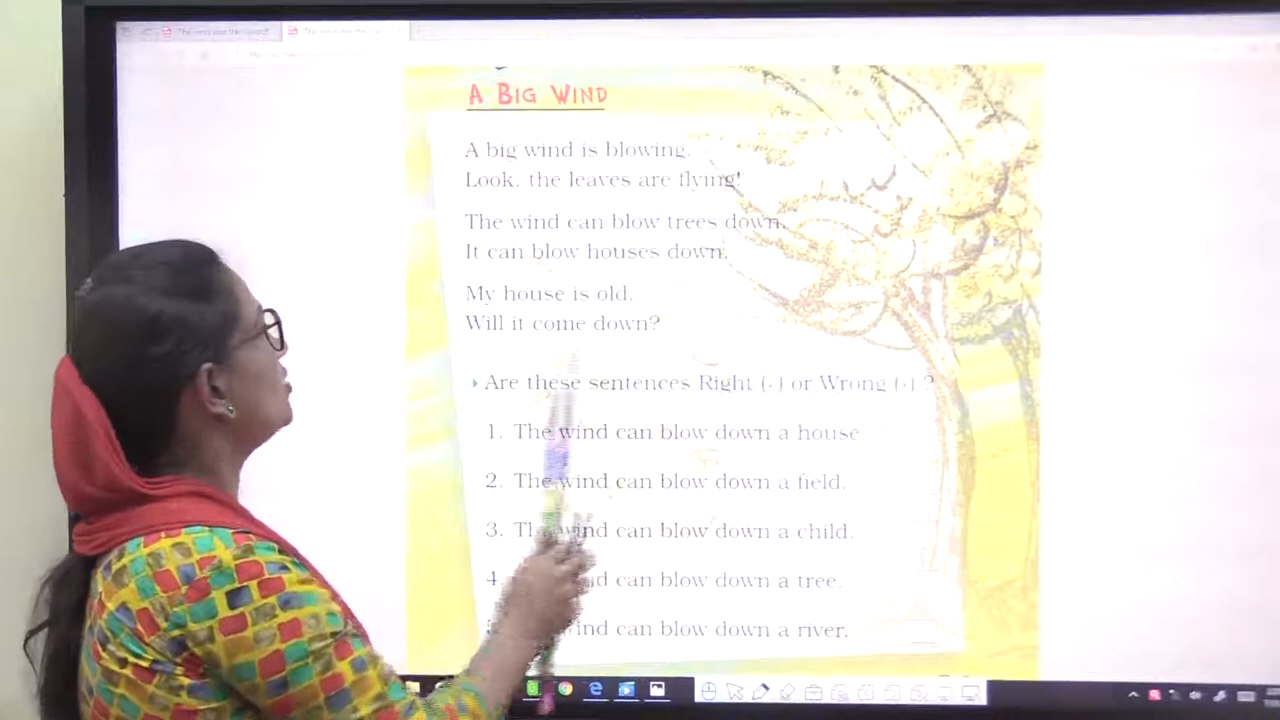 A BIG WIND
A big wind is blowing.
Look, the leaves are flying!
The wind can blow trees down.
It can blow houses down.
My house is old.
Will it come down?
Are these sentences Right (✓) or Wrong (×) ?
1. The wind can blow down a house
2. The wind can blow down a field.
3. The wind can blow down a child.
4. can blow down a tree.
wind can blow down a river.